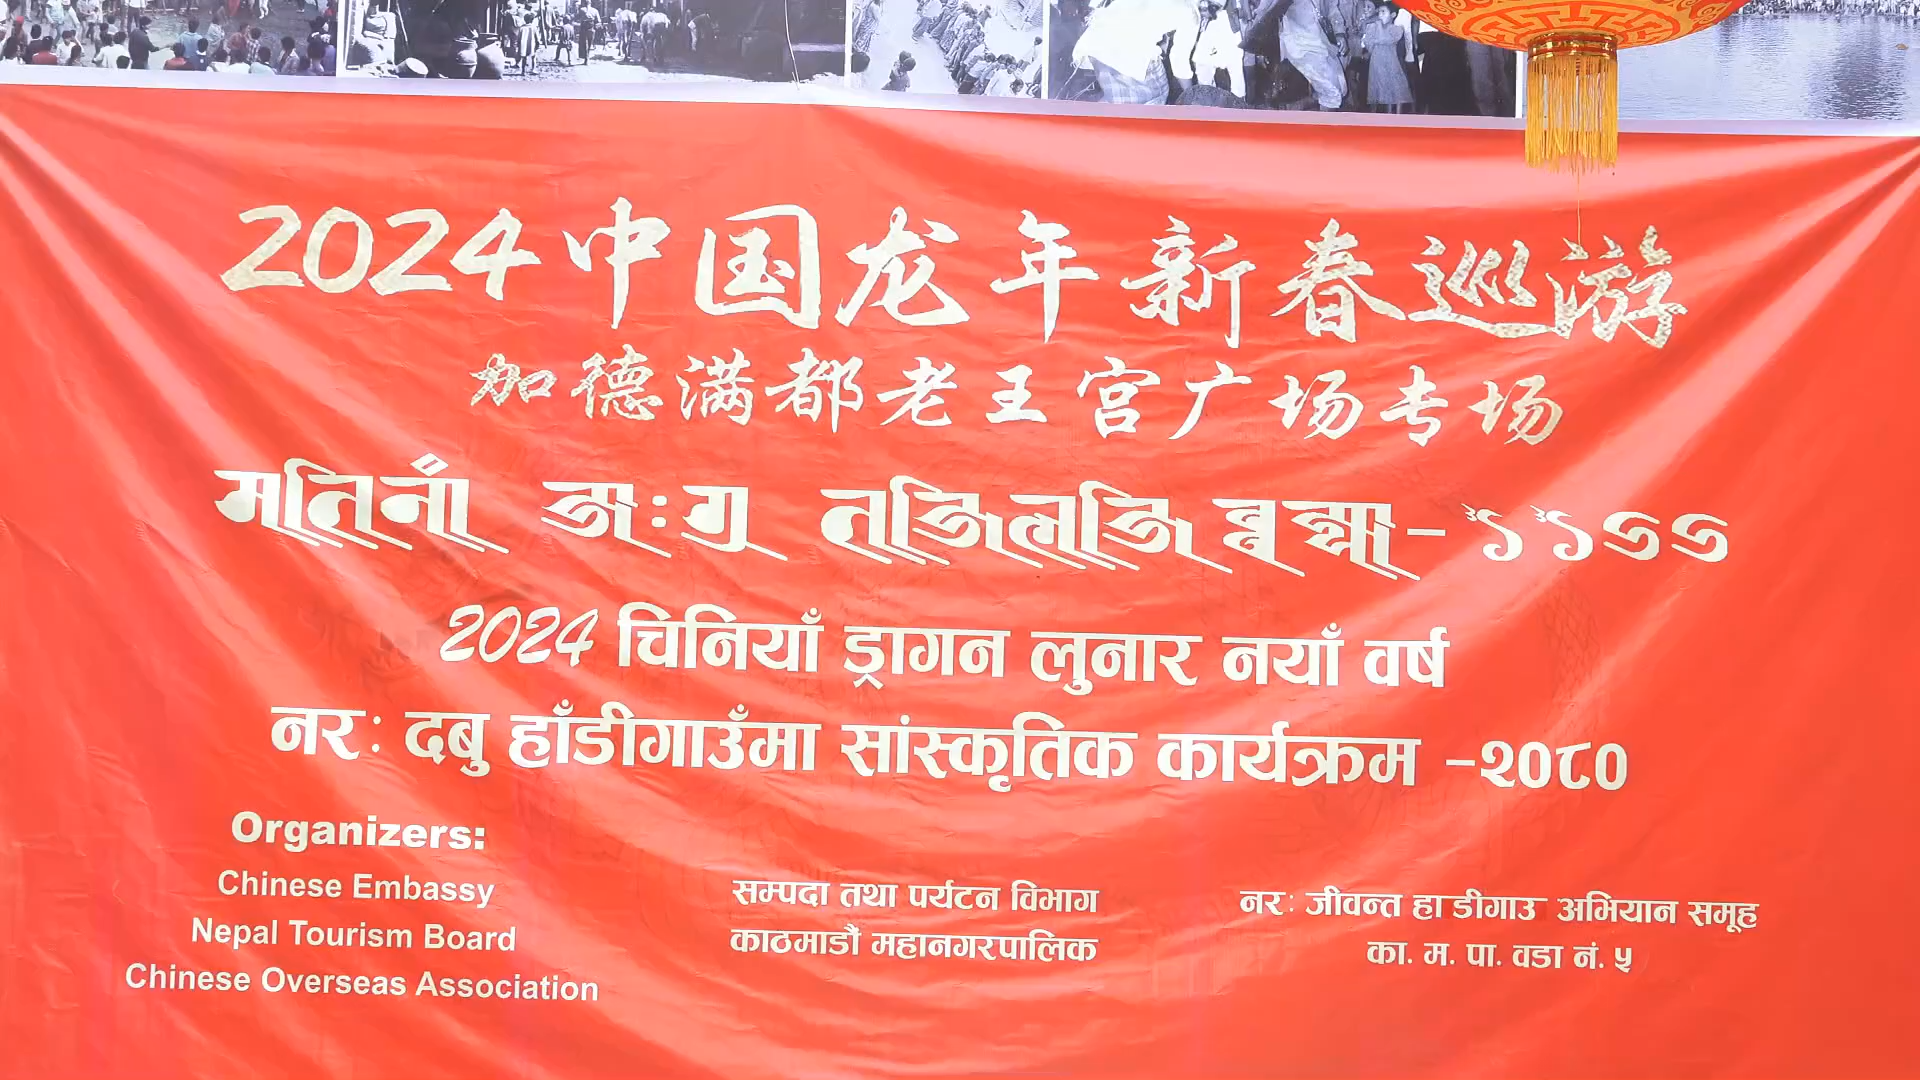 2024中国龙年新春巡游
加德满都老王宫广场专场
2024 चिनियाँ ड्रागन लुनार नयाँ वर्ष
नरः दबु हाँडीगाउँमा सांस्कृतिक कार्यक्रम -२०८०
Organizers:
Chinese Embassy
Nepal Tourism Board
Chinese Overseas Association
सम्पदा तथा पर्यटन विभाग
काठमाडौं महानगरपालिक
नरः जीवन्त हाडीगाउ अभियान समूह
का. म. पा. वडा नं. ५